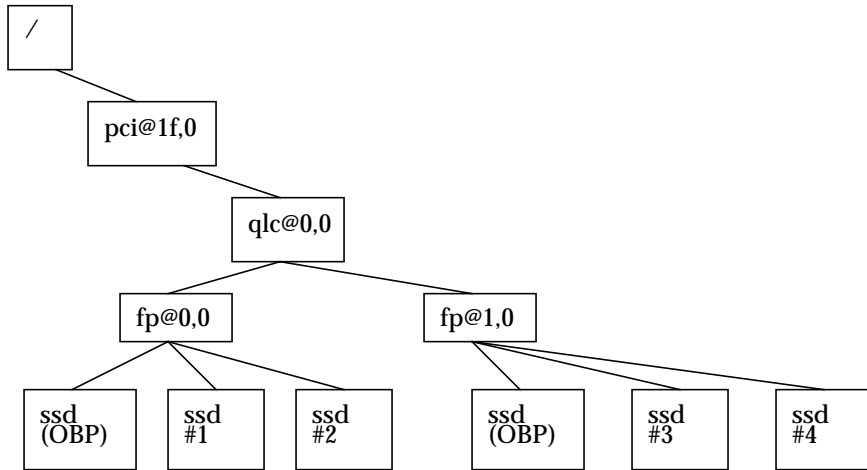 /
pci@1f,0
qlc@0,0
fp@0,0
fp@1,0
ssd
(OBP)
ssd
#1
ssd
#2
ssd
(OBP)
ssd
#3
ssd
#4